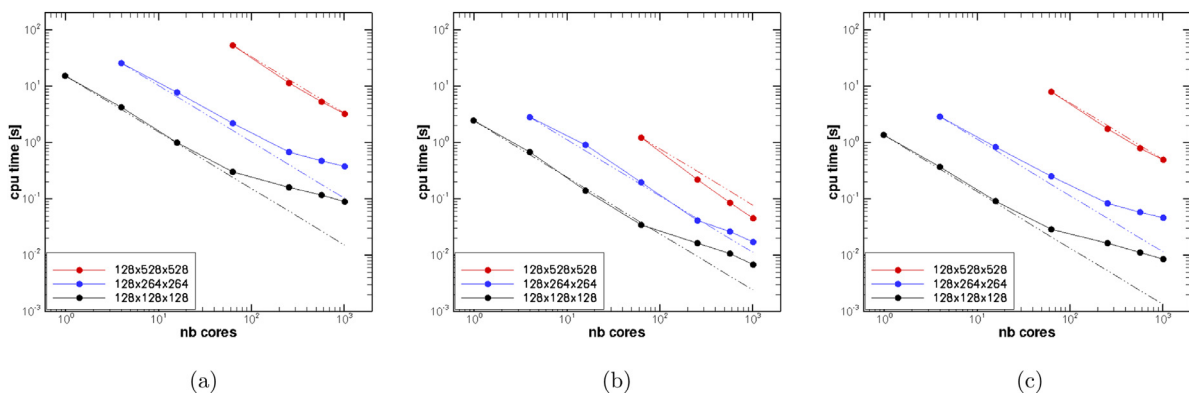 10² 10² 10²
10¹ 10¹ 10¹
10⁰ 10⁰ 10⁰
10⁻¹ 10⁻¹ 10⁻¹
10⁻² 10⁻² 10⁻²
10⁻³ 10⁻³ 10⁻³
cpu time [s] cpu time [s] cpu time [s]
128x528x528 128x528x528 128x528x528
128x264x264 128x264x264 128x264x264
128x128x128 128x128x128 128x128x128
10⁰ 10¹ 10² 10³ 10⁰ 10¹ 10² 10³ 10⁰ 10¹ 10² 10³
nb cores nb cores nb cores
(a) (b) (c)